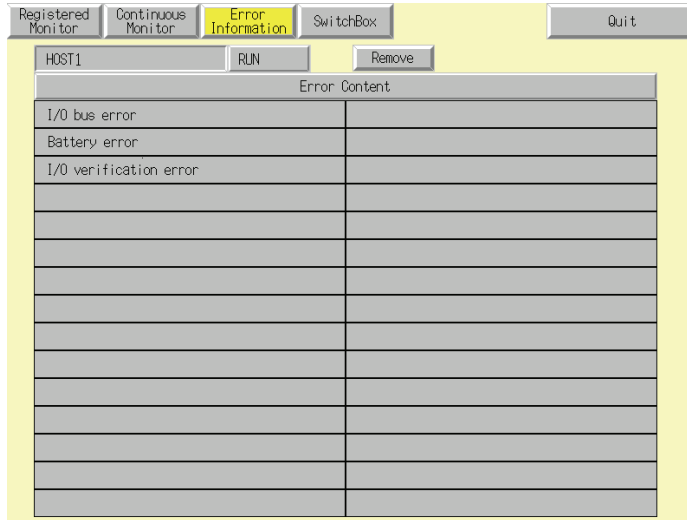 Registered Monitor
Continuous Monitor
Error Information
SwitchBox
Quit
HOST1
RUN
Remove
Error Content
I/O bus error
Battery error
I/O verification error